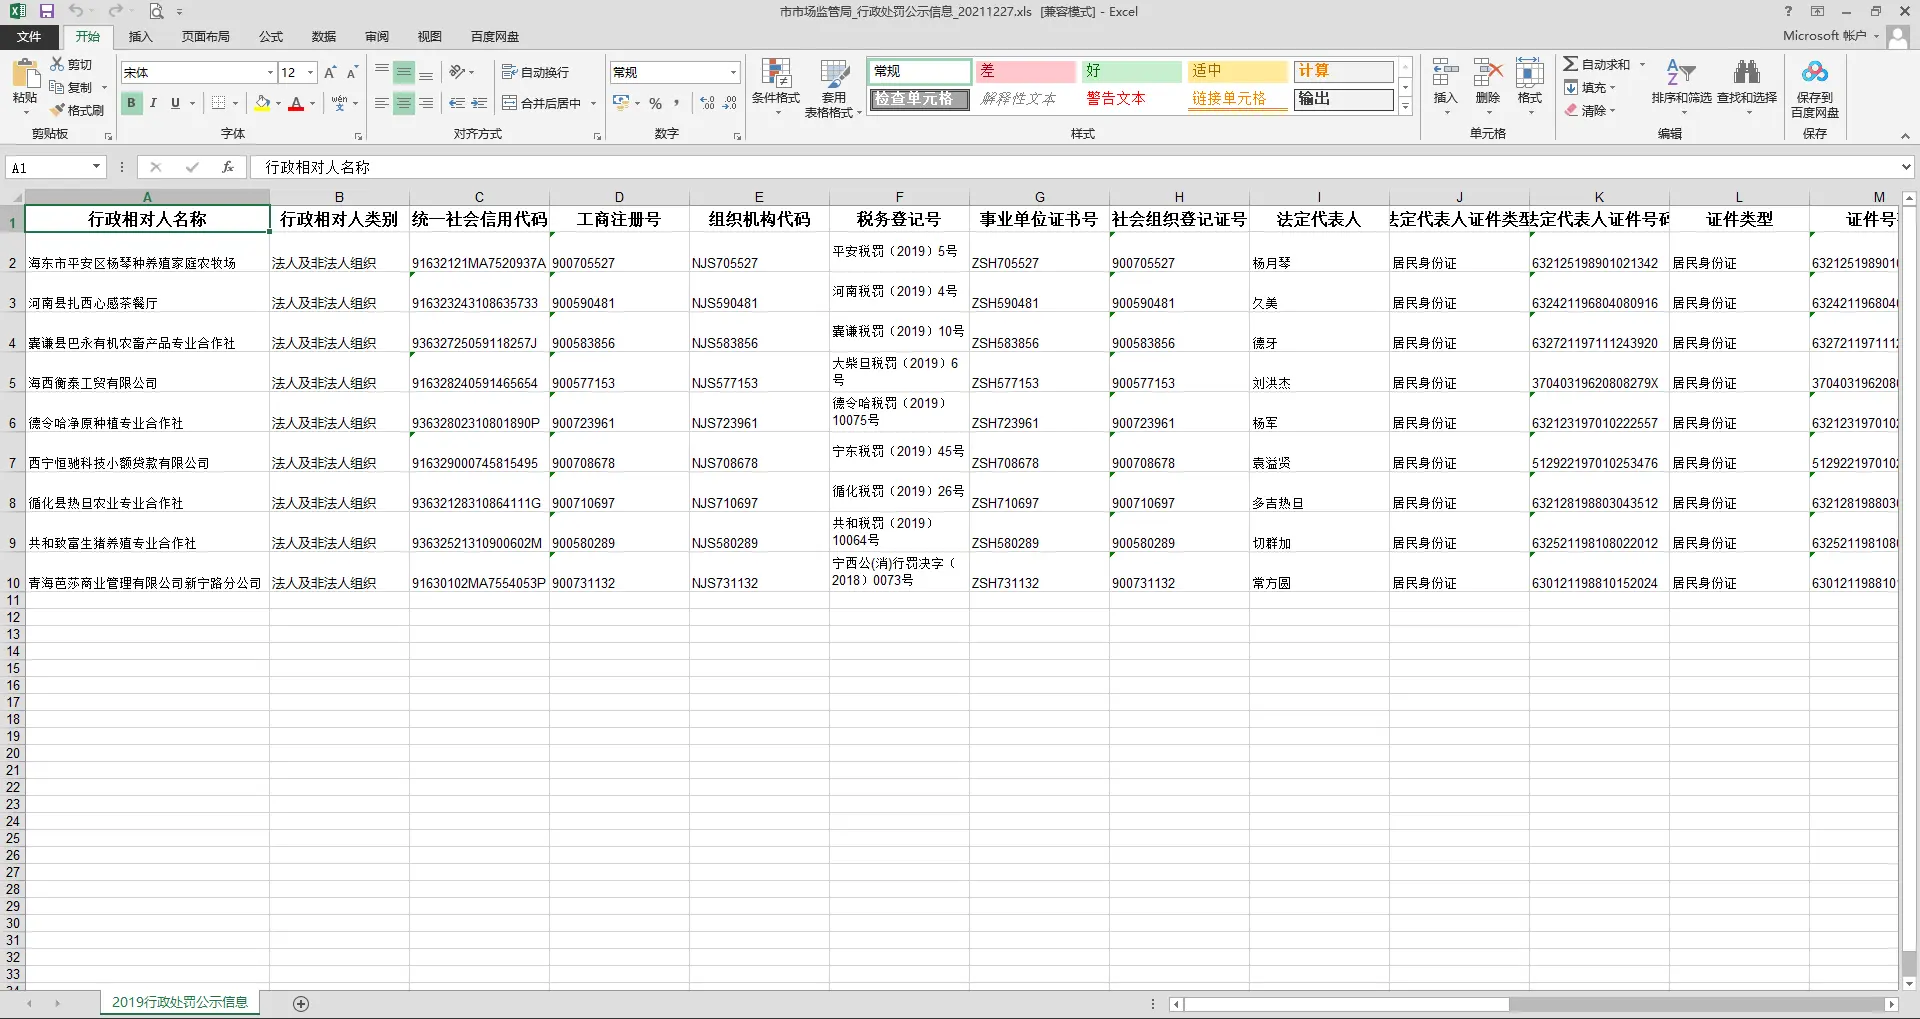 市市场监管局_行政处罚公示信息_20211227.xls [兼容模式] - Excel
文件 开始 插入 页面布局 公式 数据 审阅 视图 百度网盘 Microsoft 帐户
粘贴 剪切 复制 格式刷 剪贴板
宋体 12 B I U 字体
自动换行 合并后居中 对齐方式
常规 % 数字
条件格式 套用表格格式 常规 差 好 适中 计算
检查单元格 解释性文本 警告文本 链接单元格 输出 样式
插入 删除 格式 单元格
自动求和 填充 清除 排序和筛选 查找和选择 编辑
保存到百度网盘 保存
A1 fx 行政相对人名称
A B C D E F G H I J K L M
1 行政相对人名称 行政相对人类别 统一社会信用代码 工商注册号 组织机构代码 税务登记号 事业单位证书号 社会组织登记证号 法定代表人 法定代表人证件类型 法定代表人证件号码 证件类型 证件号
2 海东市平安区杨琴种养殖家庭农牧场 法人及非法人组织 91632121MA7520937A 900705527 NJS705527 平安税罚（2019）5号 ZSH705527 900705527 杨月琴 居民身份证 632125198901021342 居民身份证 63212519890
3 河南县扎西心感茶餐厅 法人及非法人组织 916323243108635733 900590481 NJS590481 河南税罚（2019）4号 ZSH590481 900590481 久美 居民身份证 632421196804080916 居民身份证 6324211968040
4 囊谦县巴永有机农畜产品专业合作社 法人及非法人组织 93632725059118257J 900583856 NJS583856 囊谦税罚（2019）10号 ZSH583856 900583856 德牙 居民身份证 632721197111243920 居民身份证 6327211971112
5 海西衡泰工贸有限公司 法人及非法人组织 916328240591465654 900577153 NJS577153 大柴旦税罚（2019）6号 ZSH577153 900577153 刘洪杰 居民身份证 37040319620808279X 居民身份证 370403196208
6 德令哈净原种植专业合作社 法人及非法人组织 93632802310801890P 900723961 NJS723961 德令哈税罚（2019）10075号 ZSH723961 900723961 杨军 居民身份证 632123197010222557 居民身份证 632123197010
7 西宁恒驰科技小额贷款有限公司 法人及非法人组织 916329000745815495 900708678 NJS708678 宁东税罚（2019）45号 ZSH708678 900708678 袁溢贤 居民身份证 512922197010253476 居民身份证 512922197010
8 循化县热旦农业专业合作社 法人及非法人组织 93632128310864111G 900710697 NJS710697 循化税罚（2019）26号 ZSH710697 900710697 多吉热旦 居民身份证 632128198803043512 居民身份证 632128198803
9 共和致富生猪养殖专业合作社 法人及非法人组织 93632521310900602M 900580289 NJS580289 共和税罚（2019）10064号 ZSH580289 900580289 切群加 居民身份证 632521198108022012 居民身份证 632521198108
10 青海芭莎商业管理有限公司新宁路分公司 法人及非法人组织 91630102MA7554053P 900731132 NJS731132 宁西公(消)行罚决字（2018）0073号 ZSH731132 900731132 常方圆 居民身份证 630121198810152024 居民身份证 630121198810
11
12
13
14
15
16
17
18
19
20
21
22
23
24
25
26
27
28
29
30
31
32
33
2019行政处罚公示信息